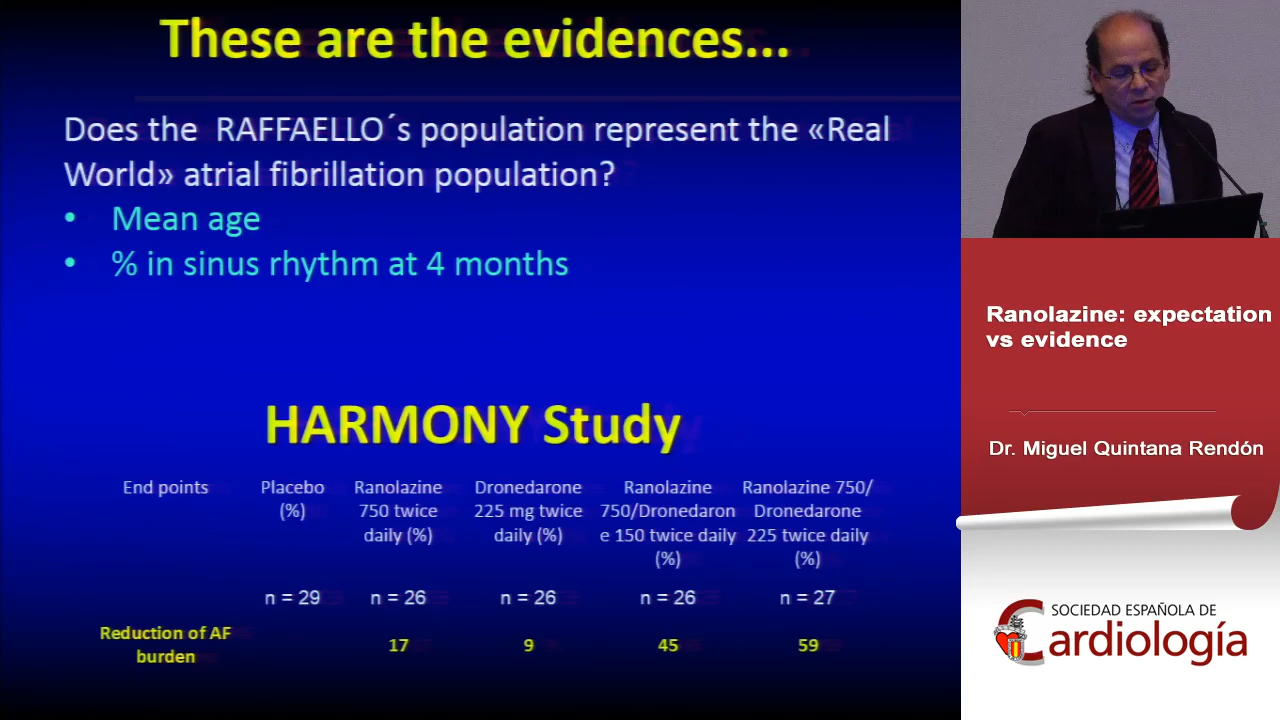 These are the evidences...
Does the RAFFAELLO´s population represent the «Real
World» atrial fibrillation population?
• Mean age
• % in sinus rhythm at 4 months
HARMONY Study
End points
Placebo
(%)
Ranolazine
750 twice
daily (%)
Dronedarone
225 mg twice
daily (%)
Ranolazine
750/Dronedaron
e 150 twice daily
(%)
Ranolazine 750/
Dronedarone
225 twice daily
(%)
n = 29 n = 26 n = 26 n = 26 n = 27
Reduction of AF
burden
17 9 45 59
Ranolazine: expectation
vs evidence
Dr. Miguel Quintana Rendón
SOCIEDAD ESPAÑOLA DE
Cardiología